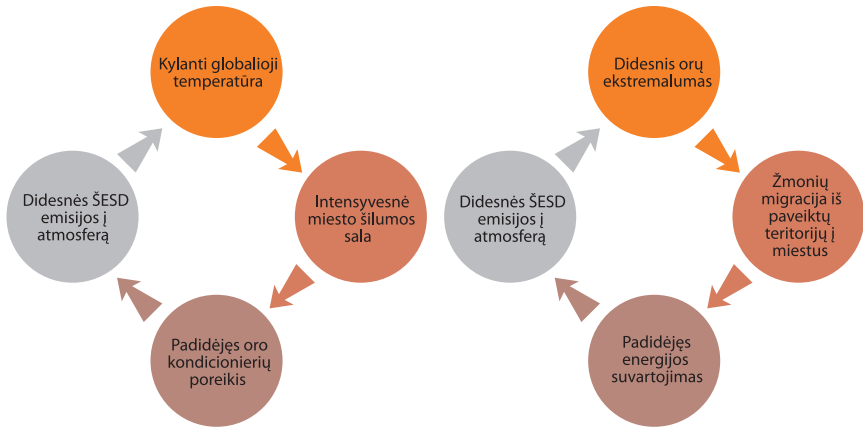 Kylanti globalioji
temperatūra
Intensyvesnė
miesto šilumos
sala
Padidėjęs oro
kondicionierių
poreikis
Didesnės ŠESD
emisijos į
atmosferą
Didesnis orų
ekstremalumas
Žmonių
migracija iš
paveiktų
teritorijų į
miestus
Padidėjęs
energijos
suvartojimas
Didesnės ŠESD
emisijos į
atmosferą